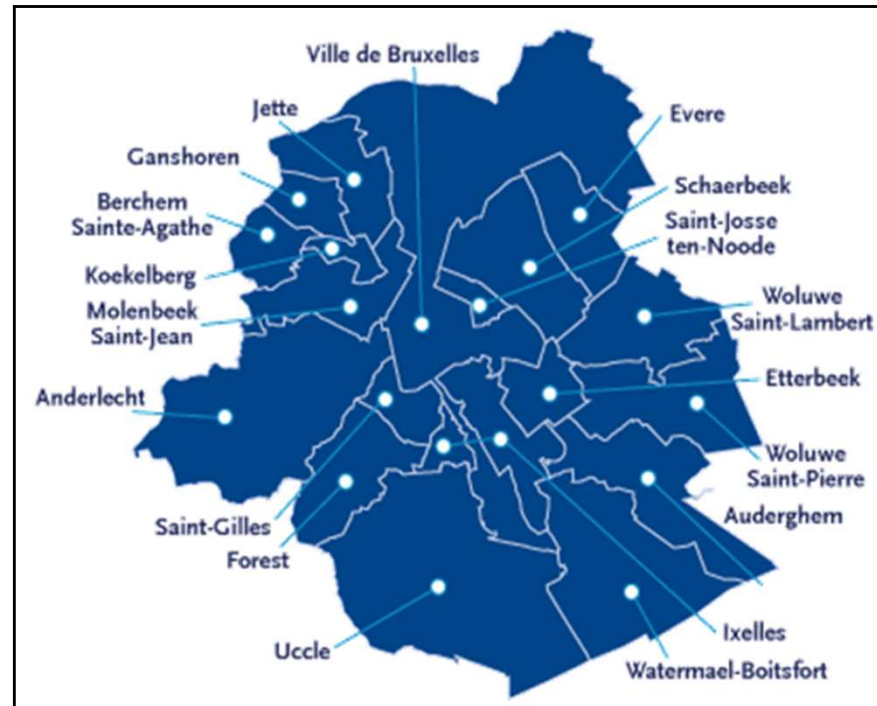 Ville de Bruxelles
Jette
Evere
Ganshoren
Schaerbeek
Berchem
Sainte-Agathe
Saint-Josse
ten-Noode
Koekelberg
Molenbeek
Saint-Jean
Woluwe
Saint-Lambert
Etterbeek
Anderlecht
Woluwe
Saint-Pierre
Auderghem
Saint-Gilles
Forest
Ixelles
Uccle
Watermael-Boitsfort